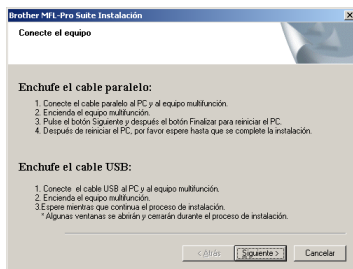 Brother MFL-Pro Suite Instalación
Conecte el equipo
Enchufe el cable paralelo:
1. Conecte el cable paralelo al PC y al equipo multifunción.
2. Encienda el equipo multifunción.
3. Pulse el botón Siguiente y después el botón Finalizar para reiniciar el PC.
4. Después de reiniciar el PC, por favor espere hasta que se complete la instalación.
Enchufe el cable USB:
1. Conecte el cable USB al PC y al equipo multifunción.
2. Encienda el equipo multifunción.
3.Espere mientras que continua el proceso de instalación.
* Algunas ventanas se abrirán y cerrarán durante el proceso de instalación.
< Atrás Siguiente > Cancelar